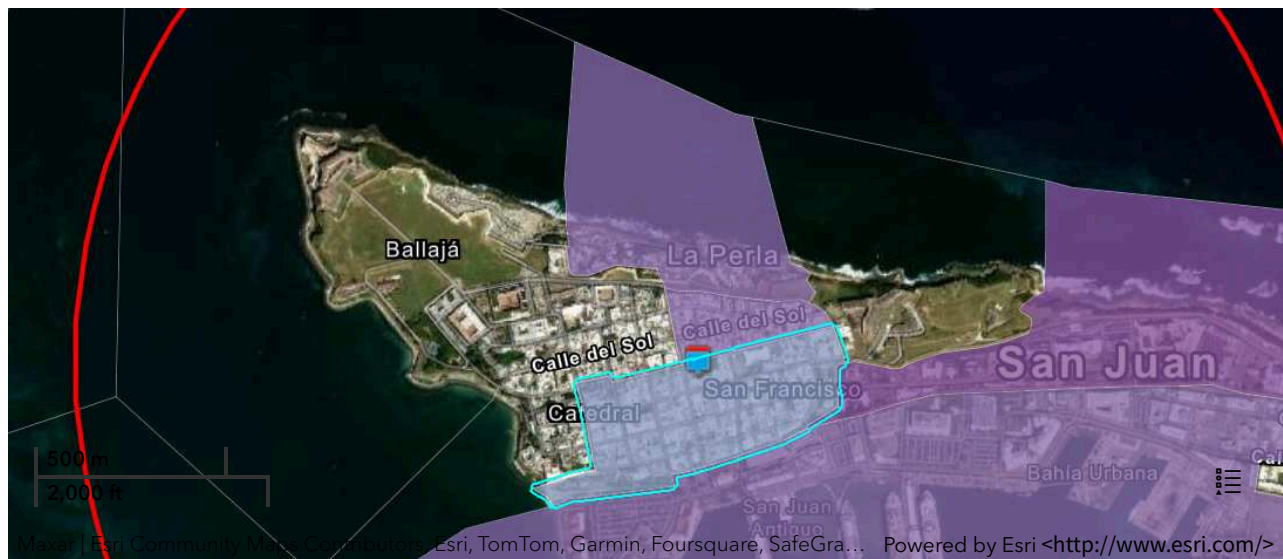 La Perla
Ballajá
Calle del Sol
Calle del Sol
San Juan
San Francisco
Catedral
500 m
2,000 ft
Bahía Urbana
San Juan
Antiguo
Maxar | Esri Community Maps Contributors, Esri, TomTom, Garmin, Foursquare, SafeGra... Powered by Esri <http://www.esri.com/>